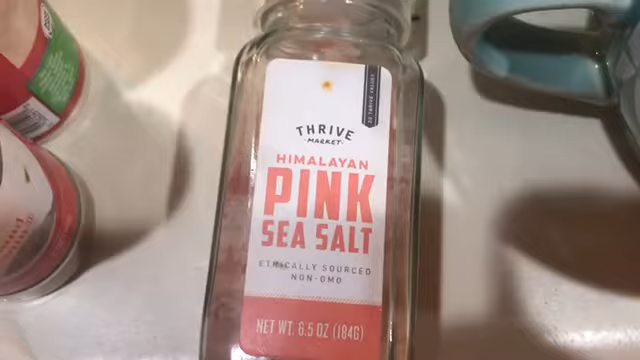 THRIVE
-MARKET-
HIMALAYAN
PINK
SEA SALT
ETHICALLY SOURCED
NON-GMO
NET WT. 6.5 OZ (184G)